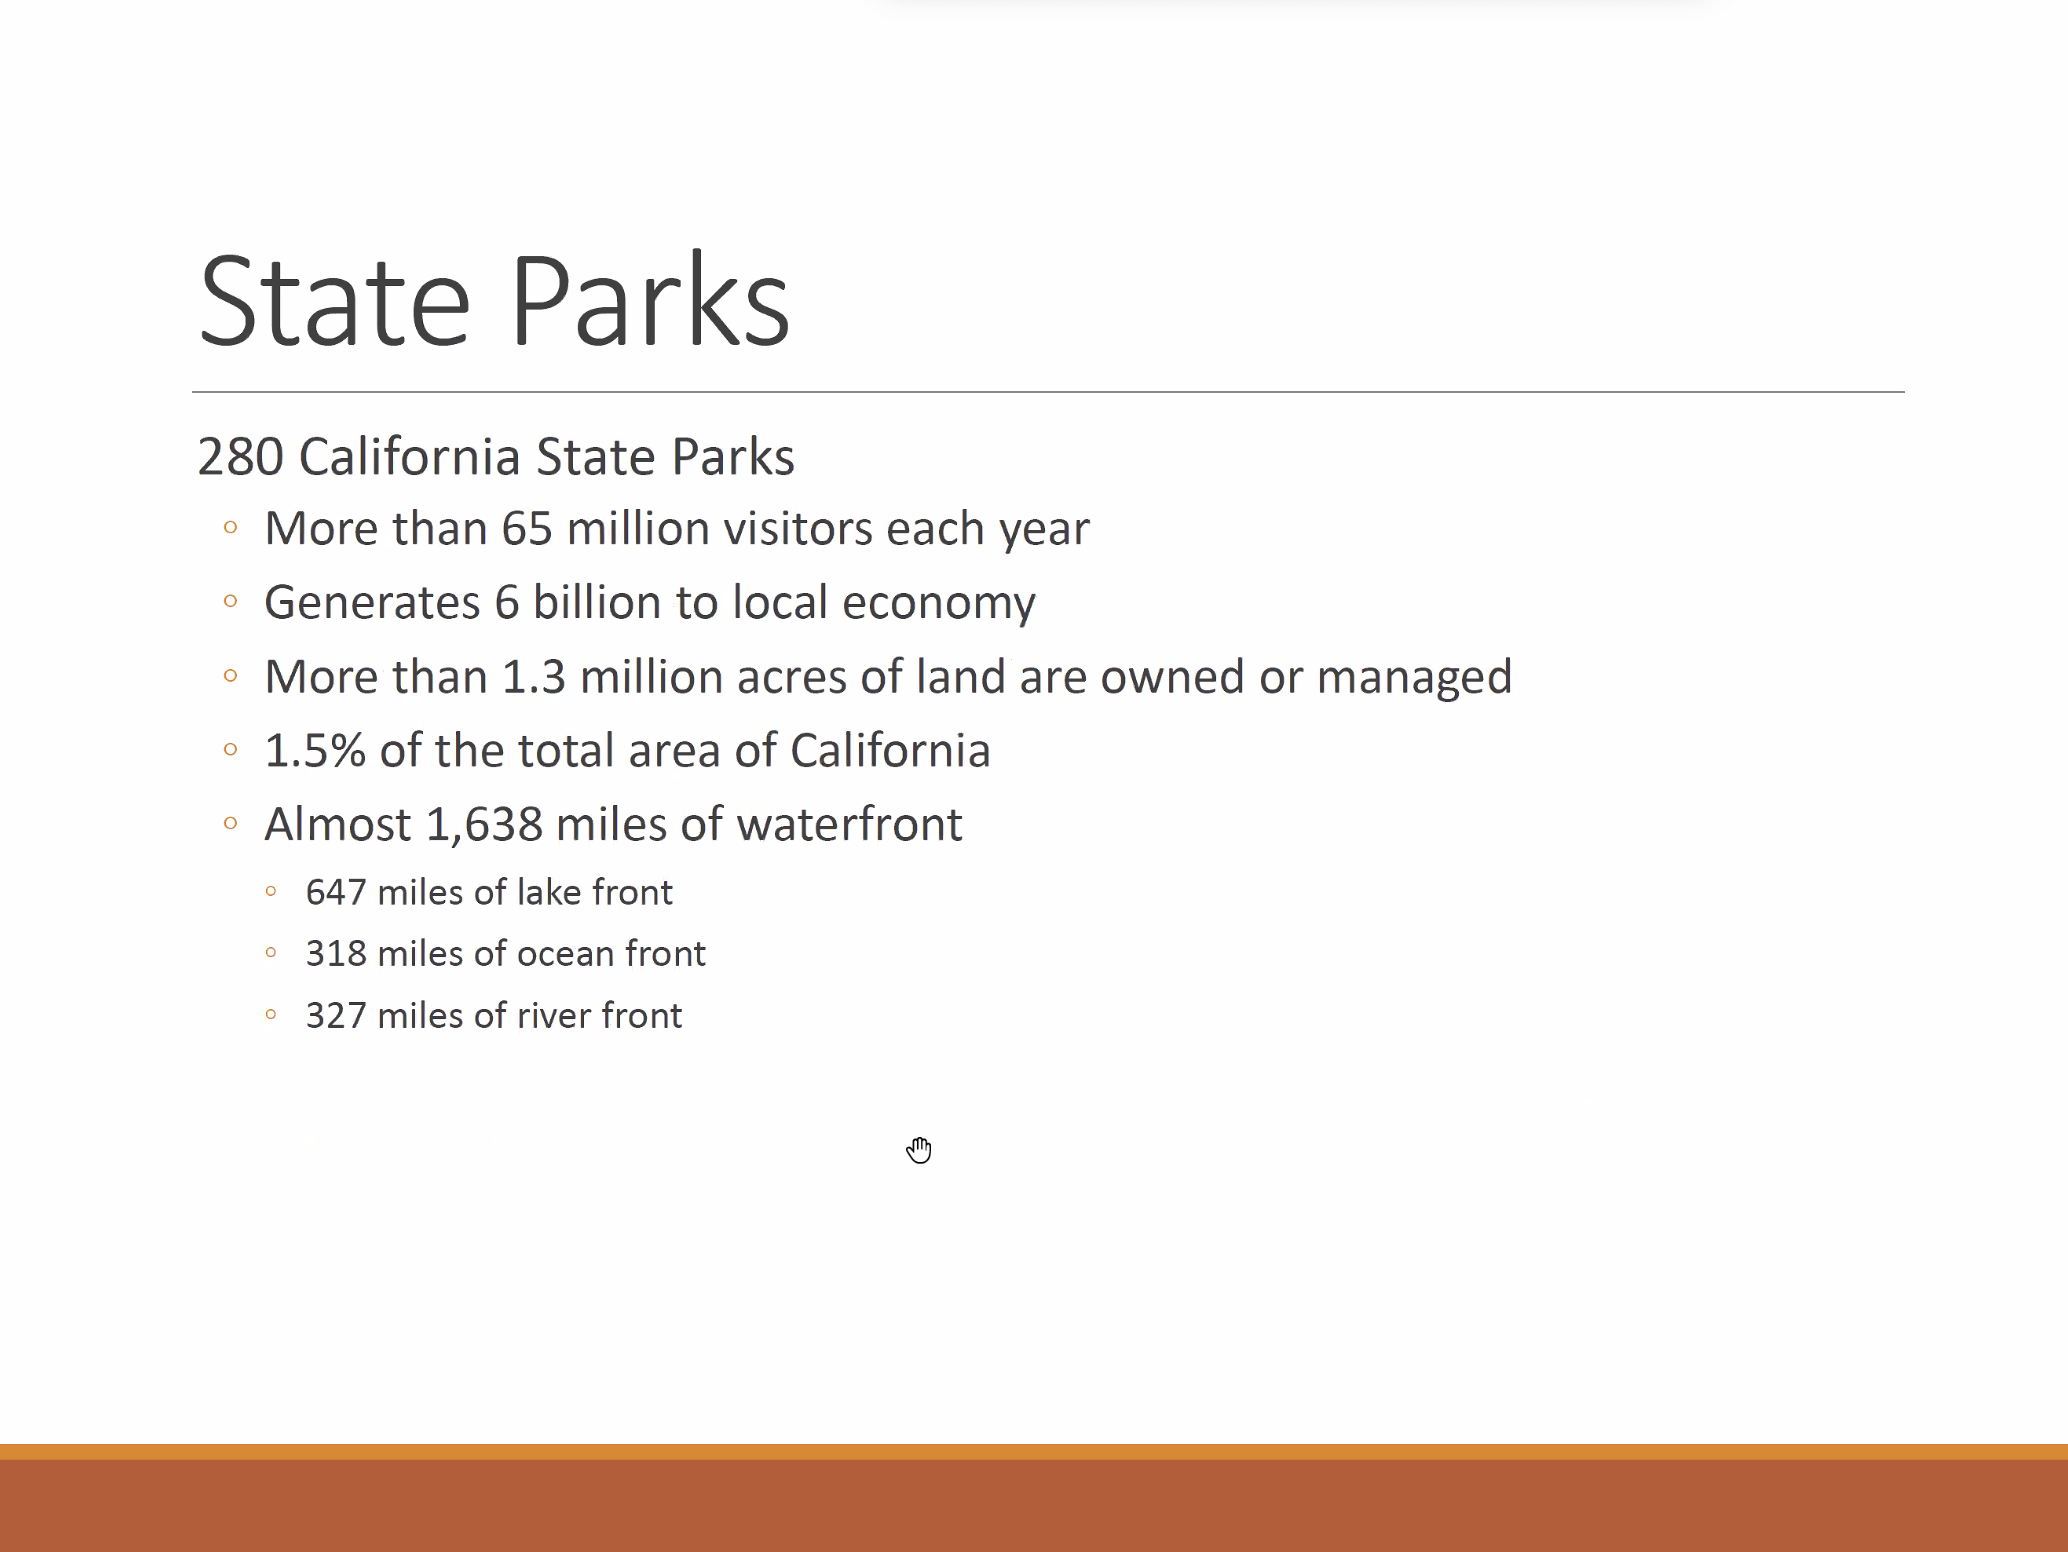 State Parks
280 California State Parks
◦ More than 65 million visitors each year
◦ Generates 6 billion to local economy
◦ More than 1.3 million acres of land are owned or managed
◦ 1.5% of the total area of California
◦ Almost 1,638 miles of waterfront
◦ 647 miles of lake front
◦ 318 miles of ocean front
◦ 327 miles of river front